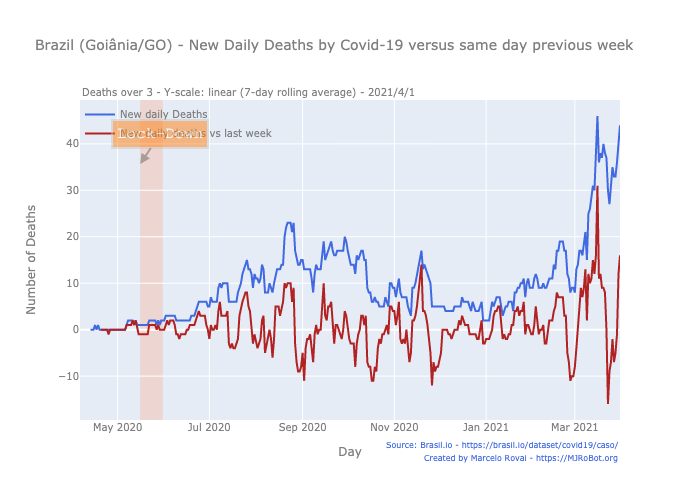 Brazil (Goiânia/GO) - New Daily Deaths by Covid-19 versus same day previous week
Deaths over 3 - Y-scale: linear (7-day rolling average) - 2021/4/1
New daily Deaths
New daily deaths vs last week
Lock-Down
40
30
20
10
0
−10
Number of Deaths
May 2020
Jul 2020
Sep 2020
Nov 2020
Jan 2021
Mar 2021
Day
Source: Brasil.io - https://brasil.io/dataset/covid19/caso/
Created by Marcelo Rovai - https://MJRoBot.org